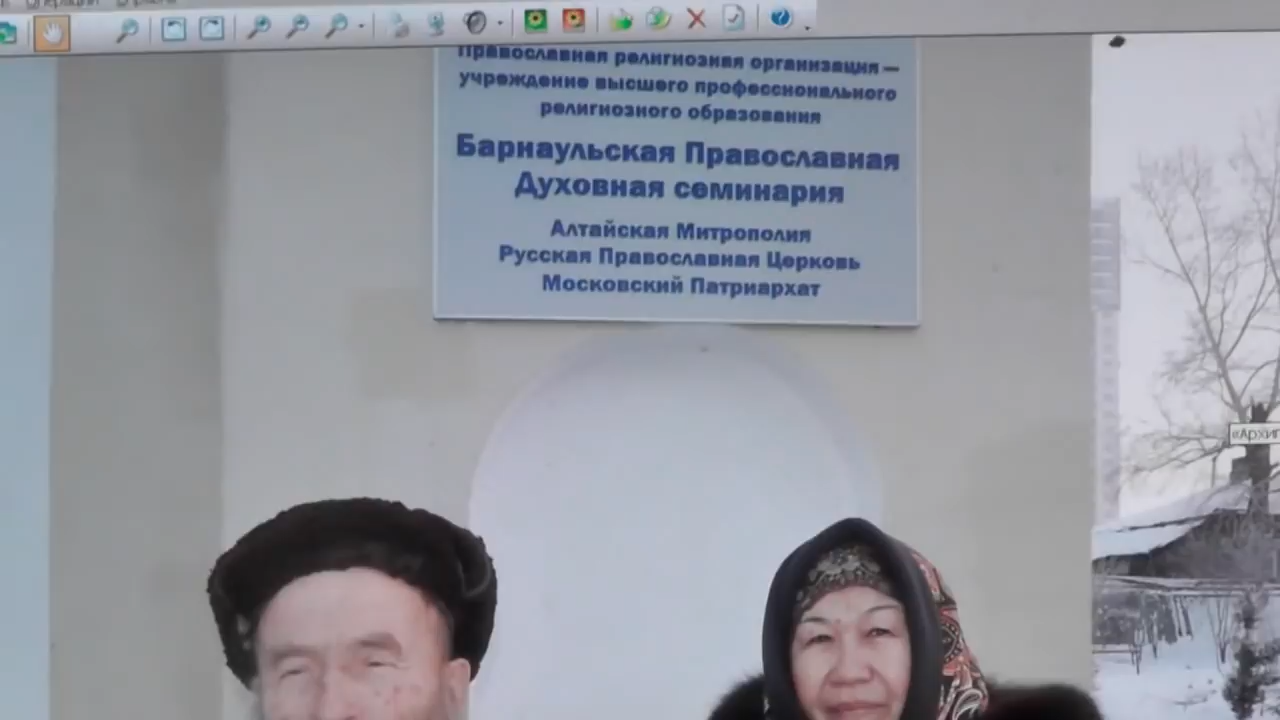 Православная религиозная организация —
учреждение высшего профессионального
религиозного образования
Барнаульская Православная
Духовная семинария
Алтайская Митрополия
Русская Православная Церковь
Московский Патриархат